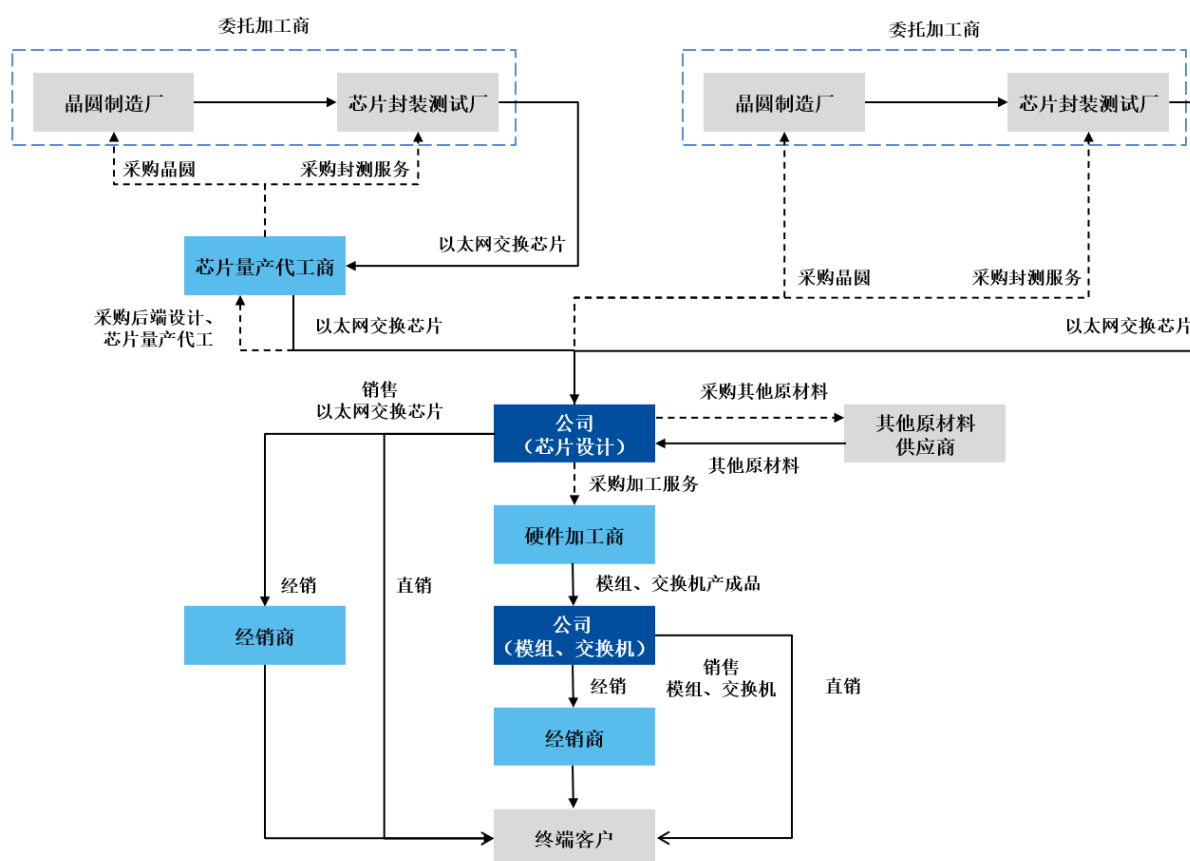 委托加工商
委托加工商
晶圆制造厂
芯片封装测试厂
晶圆制造厂
芯片封装测试厂
采购晶圆
采购封测服务
以太网交换芯片
芯片量产代工商
采购晶圆
采购封测服务
采购后端设计、
芯片量产代工
以太网交换芯片
以太网交换芯片
销售
以太网交换芯片
公司
（芯片设计）
采购其他原材料
其他原材料
供应商
其他原材料
采购加工服务
硬件加工商
经销
直销
模组、交换机产成品
经销商
公司
（模组、交换机）
经销
销售
模组、交换机
直销
经销商
终端客户